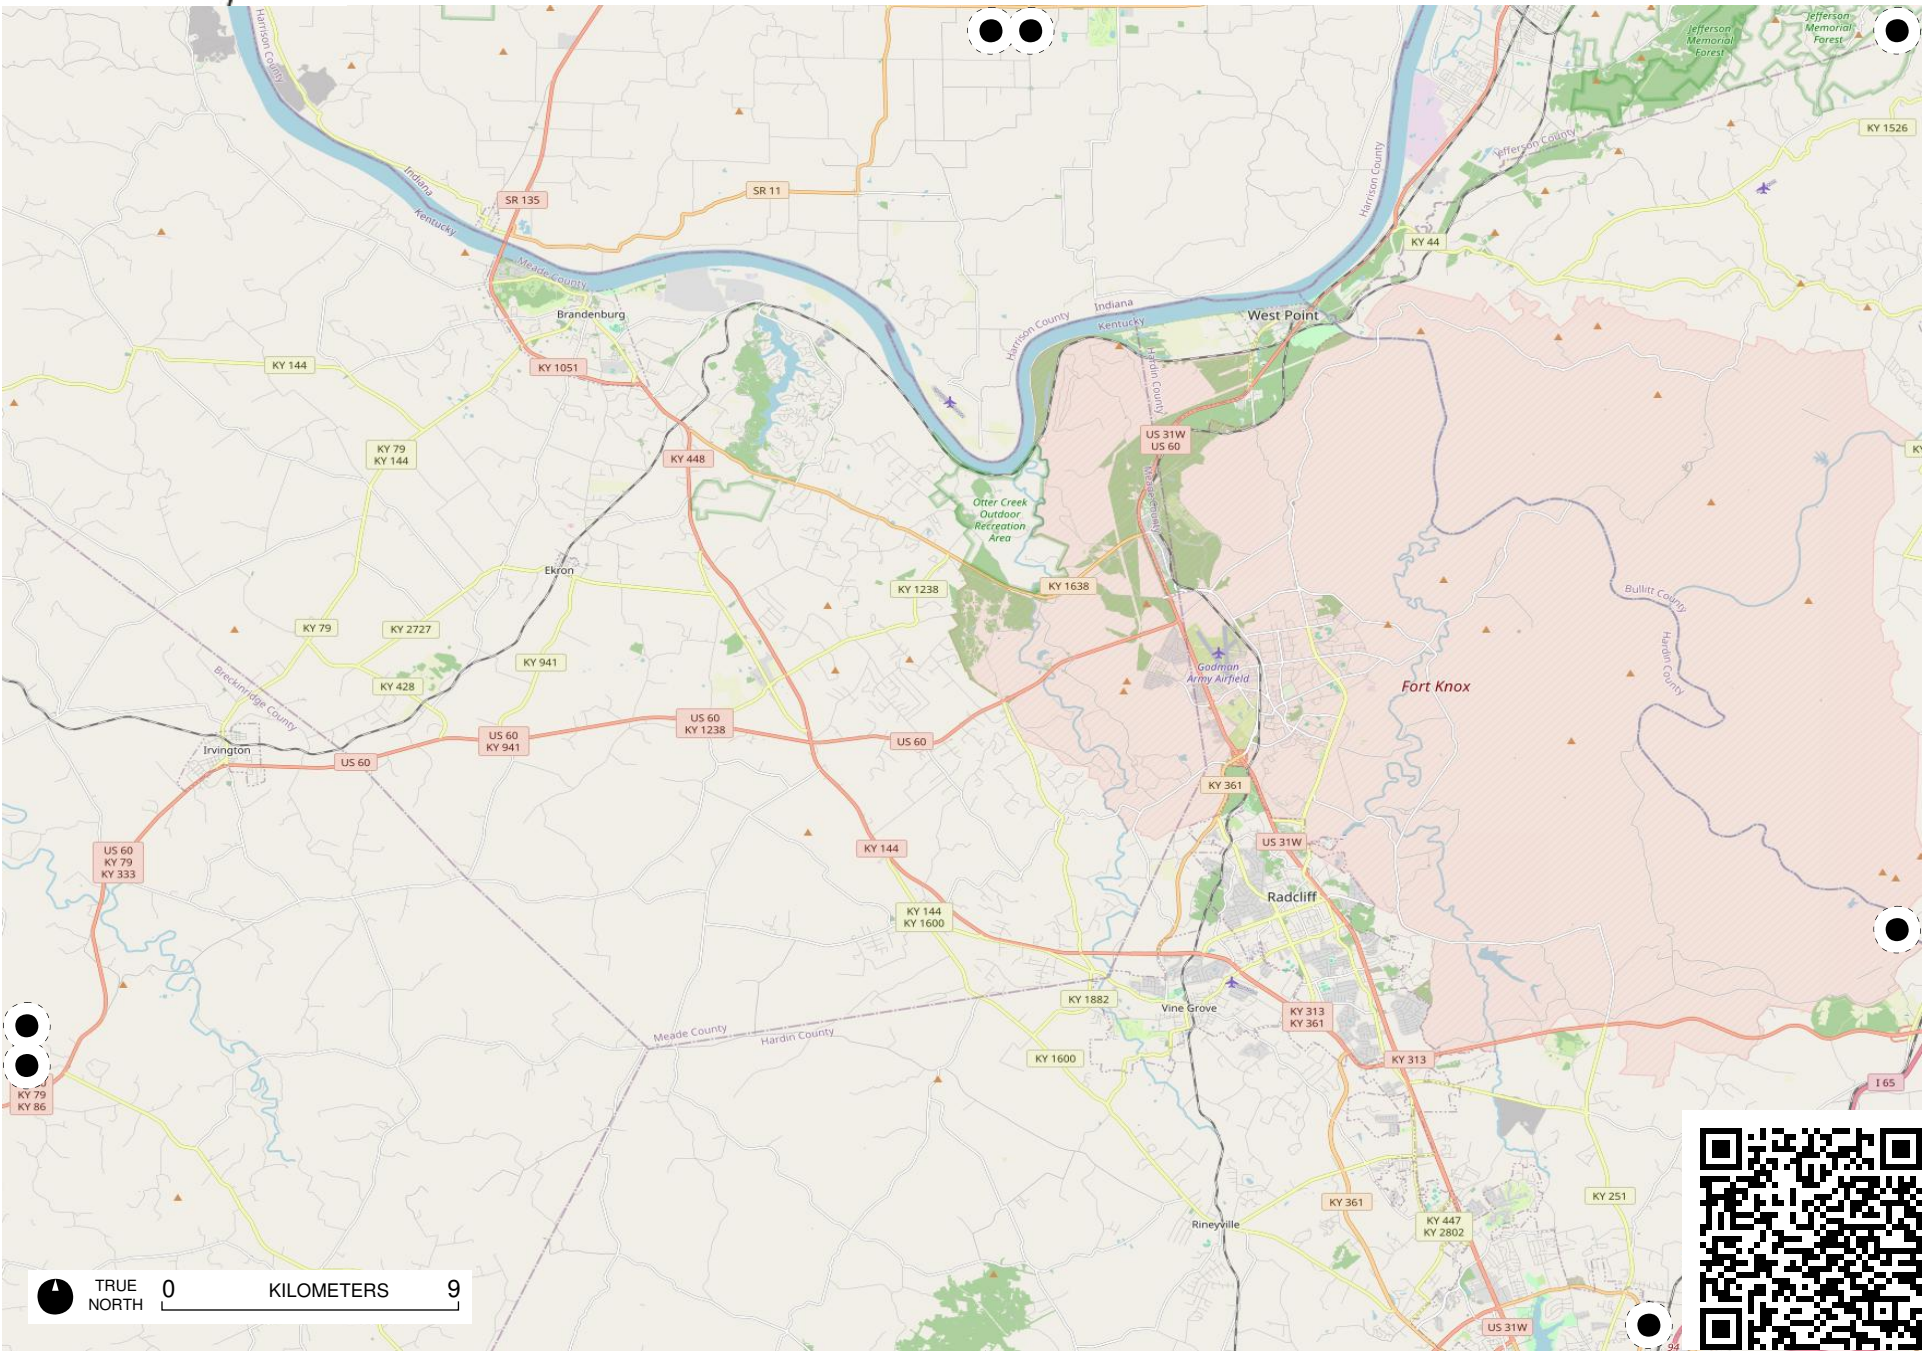 Harrison County
Jefferson
Memorial
Forest
Jefferson
Memorial
Forest
KY 1526
Jefferson County
Harrison County
Indiana
Kentucky
SR 135
SR 11
KY 44
Meade County
Brandenburg
Indiana
Kentucky
Harrison County
West Point
Hardin County
KY 144
KY 1051
KY 79
KY 144
KY 448
US 31W
US 60
Meade County
Otter Creek
Outdoor
Recreation
Area
Ekron
KY 1238
KY 1638
Bullitt County
Hardin County
KY 79
KY 2727
KY 941
KY 428
Godman
Army Airfield
Fort Knox
Breckinridge County
Irvington
US 60
US 60
KY 941
US 60
KY 1238
US 60
KY 361
US 60
KY 79
KY 333
KY 144
US 31W
Radcliff
KY 144
KY 1600
KY 1882
Vine Grove
KY 313
KY 361
Meade County
Hardin County
KY 1600
KY 313
I 65
KY 79
KY 86
KY 251
KY 361
KY 447
KY 2802
Rineyville
US 31W
94
TRUE
NORTH
0 KILOMETERS 9